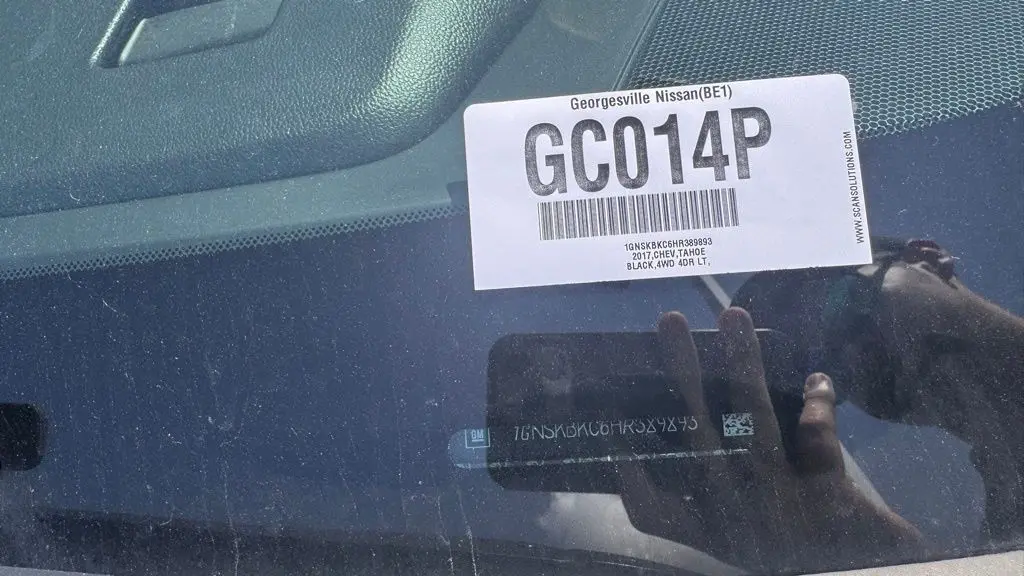 Georgesville Nissan(BE1)
GC014P
1GNSKBKC6HR389893
2017,CHEV,TAHOE
BLACK,4WD 4DR LT,
WWW.SCANSOLUTIONS.COM
GM
1GNSKBKC6HR389893